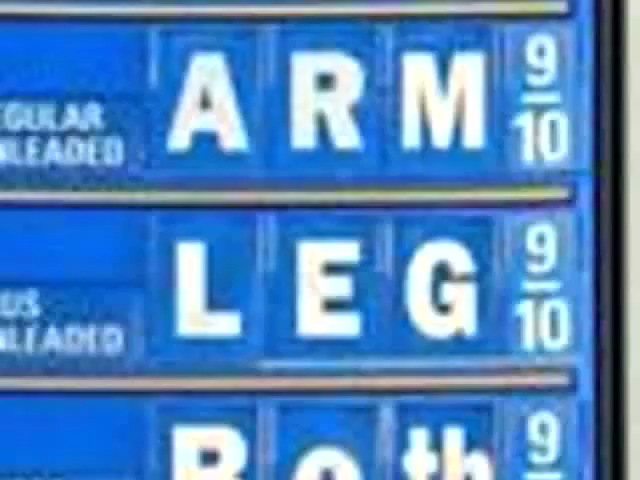 ARM 9/10
EGULAR
NLEADED
LEG 9/10
US
NLEADED
Both 9